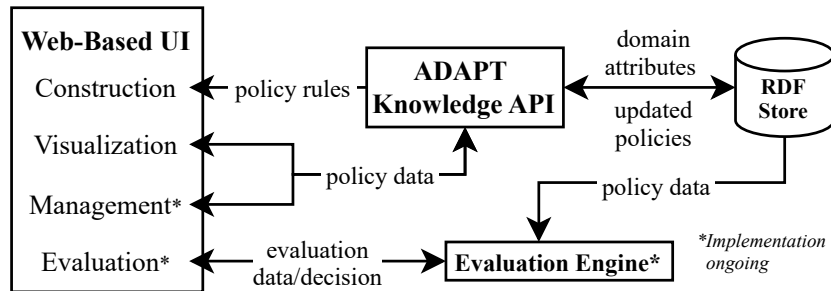 Web-Based UI
Construction
Visualization
Management*
Evaluation*
policy rules
policy data
evaluation
data/decision
ADAPT
Knowledge API
domain
attributes
updated
policies
RDF
Store
policy data
Evaluation Engine*
*Implementation
ongoing